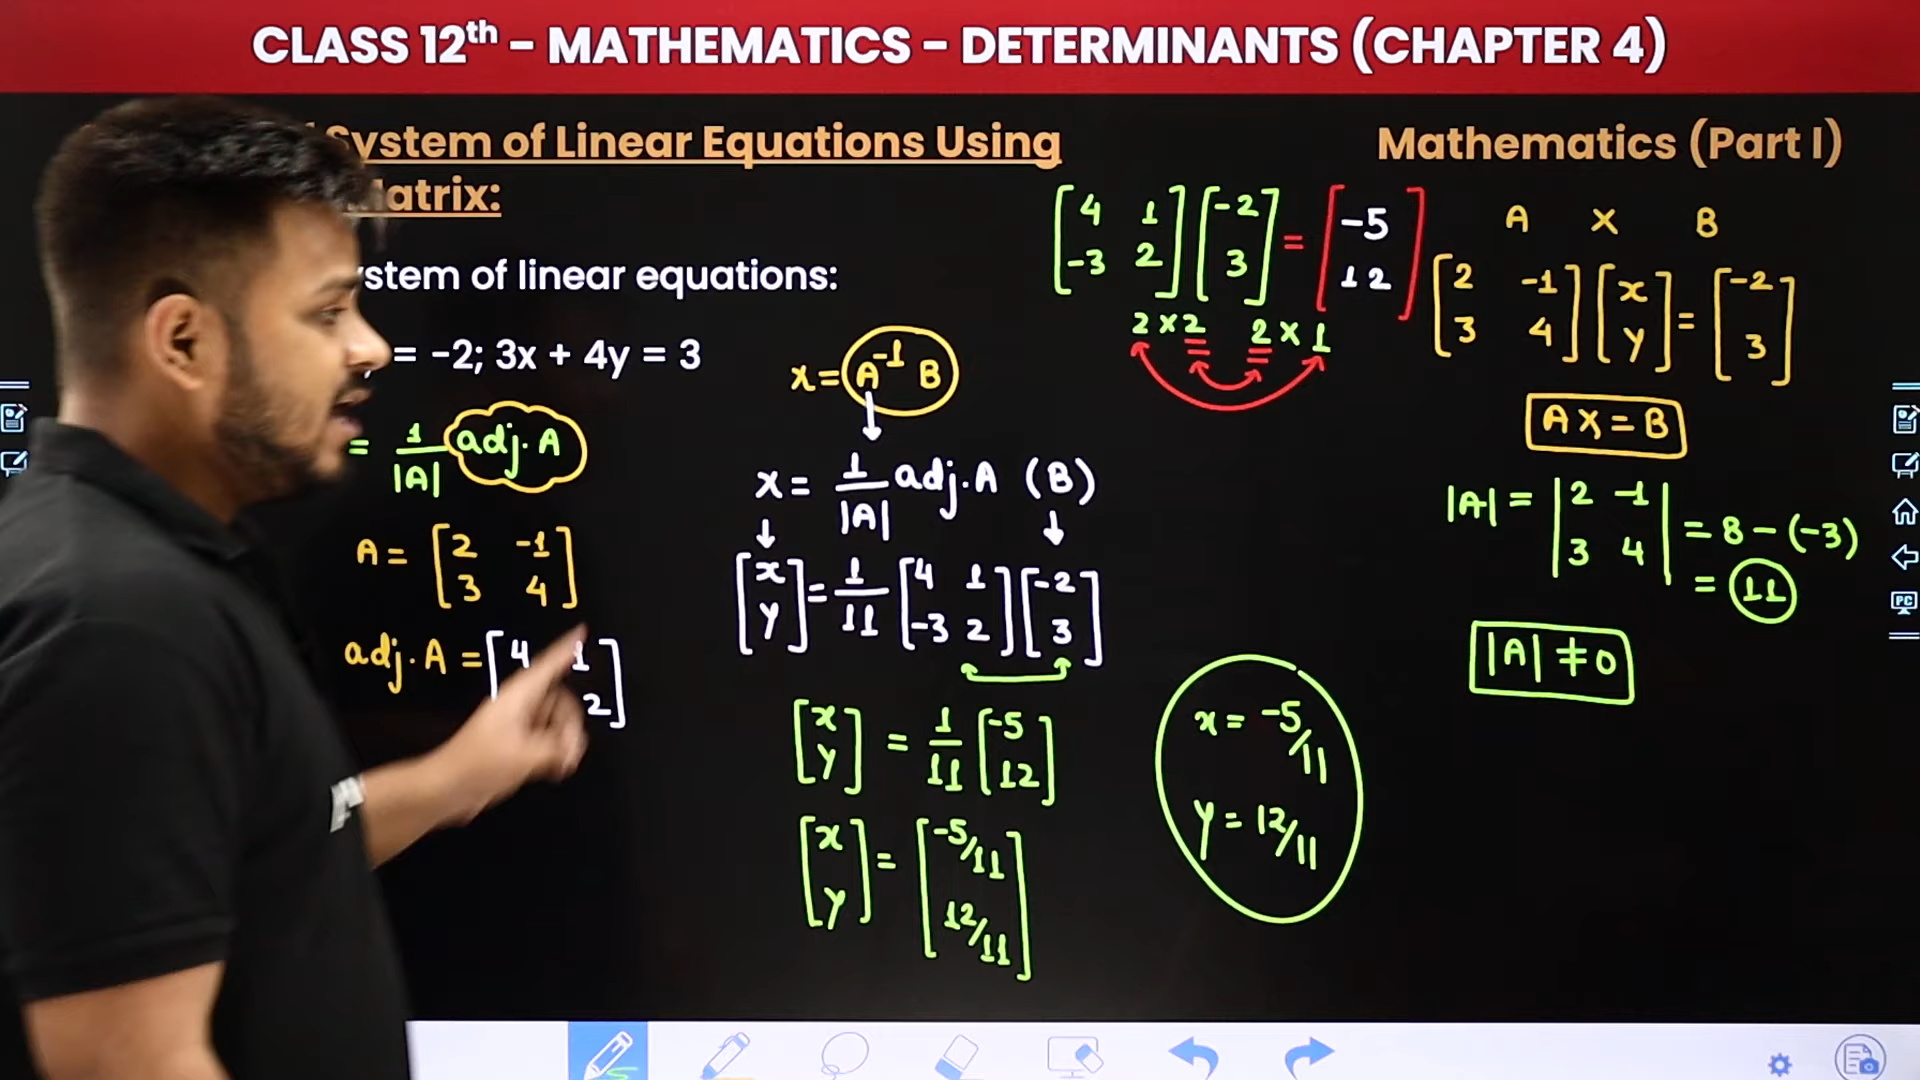 CLASS 12th – MATHEMATICS – DETERMINANTS (CHAPTER 4)
System of Linear Equations Using
Matrix:
Mathematics (Part I)
system of linear equations:
= -2; 3x + 4y = 3
= 1/|A| adj. A
A = [2 -1
3 4]
adj. A = [4 1
2]
x = A⁻¹ B
x = 1/|A| adj. A (B)
[x
y] = 1/11 [4 1
-3 2] [-2
3]
[x
y] = 1/11 [-5
12]
[x
y] = [-5/11
12/11]
[4 1
-3 2] [-2
3] = [-5
12]
2 × 2 2 × 1
x = -5/11
y = 12/11
A X B
[2 -1
3 4] [x
y] = [-2
3]
AX = B
|A| = |2 -1
3 4| = 8 - (-3)
= 11
|A| ≠ 0
PC